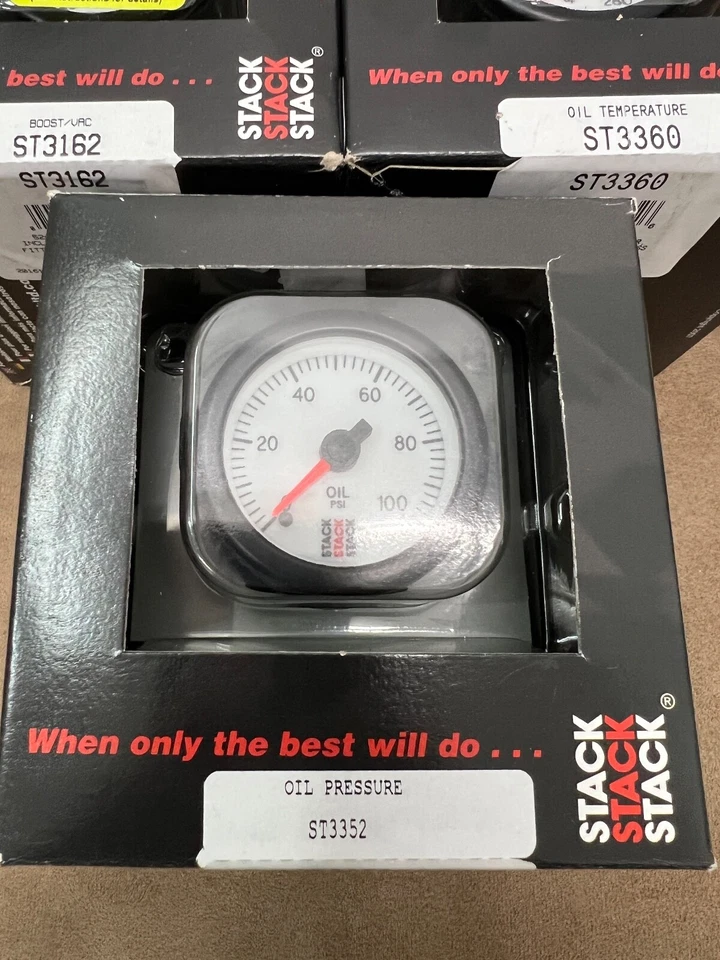 best will do . . .
STACK
STACK
STACK
®
BOOST/VAC
ST3162
ST3162
When only the best will do
OIL TEMPERATURE
ST3360
ST3360
280
40
60
20
80
0
100
OIL
PSI
STACK
STACK
STACK
When only the best will do . . .
STACK
STACK
STACK
®
OIL PRESSURE
ST3352